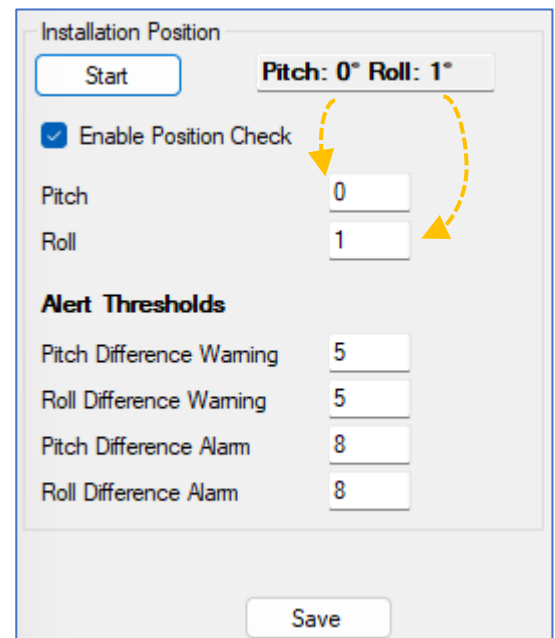 Installation Position
Start
Pitch: 0° Roll: 1°
Enable Position Check
Pitch 0
Roll 1
Alert Thresholds
Pitch Difference Warning 5
Roll Difference Warning 5
Pitch Difference Alarm 8
Roll Difference Alarm 8
Save